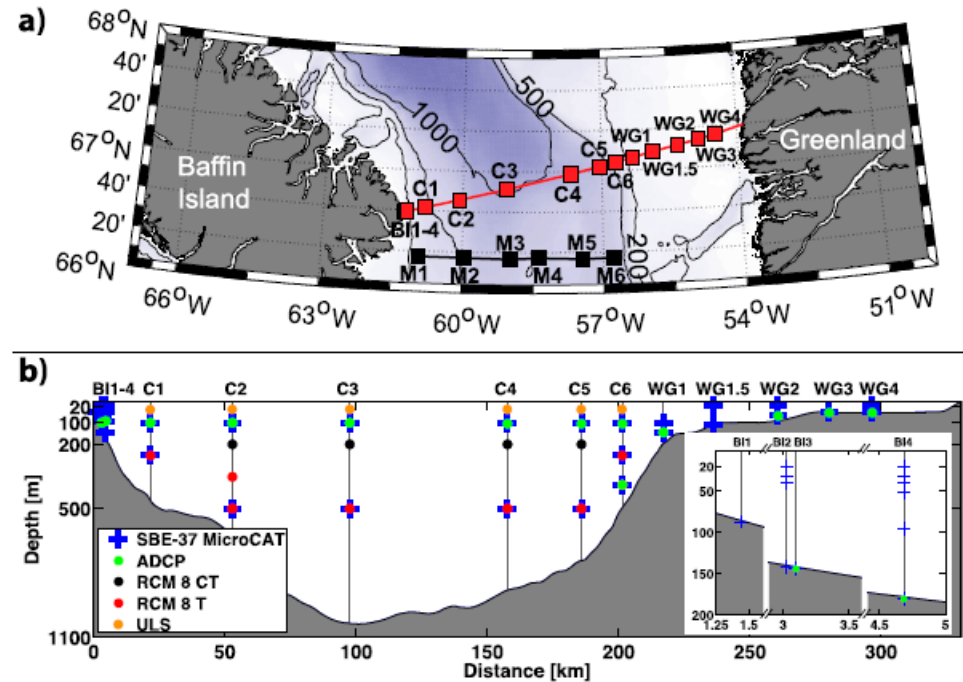 a)
68°N
40'
20'
67°N
40'
20'
66°N
66°W
63°W
60°W
57°W
54°W
51°W
Baffin
Island
Greenland
1000
500
200
BI1-4
C1
C2
C3
C4
C5
C6
WG1
WG1.5
WG2
WG3
WG4
M1
M2
M3
M4
M5
M6
b)
BI1-4 C1 C2 C3 C4 C5 C6 WG1 WG1.5 WG2 WG3 WG4
20
100
200
500
1100
Depth [m]
SBE-37 MicroCAT
ADCP
RCM 8 CT
RCM 8 T
ULS
BI1 BI2 BI3 BI4
20
50
100
150
200
1.25 1.5 3 3.5 4.5 5
0 50 100 150 200 250 300
Distance [km]